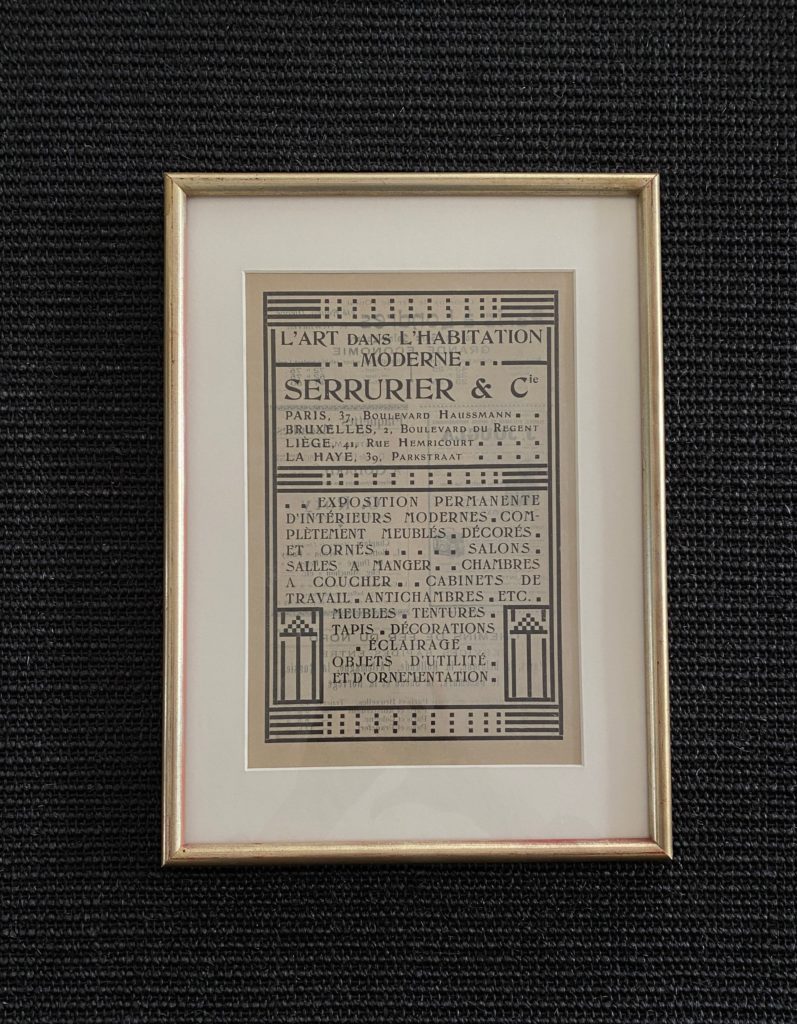 L'ART DANS L'HABITATION
MODERNE
SERRURIER & Cie
PARIS, 37, BOULEVARD HAUSSMANN
BRUXELLES, 2, BOULEVARD DU REGENT
LIÈGE, 41, RUE HEMRICOURT
LA HAYE, 39, PARKSTRAAT
EXPOSITION PERMANENTE
D'INTÉRIEURS MODERNES. COM-
PLÈTEMENT MEUBLÉS. DÉCORÉS.
ET ORNÉS . . . . . SALONS.
SALLES A MANGER . . CHAMBRES
A COUCHER . . CABINETS DE
TRAVAIL. ANTICHAMBRES. ETC. .
MEUBLES. TENTURES.
TAPIS. DÉCORATIONS
. ÉCLAIRAGE .
OBJETS D'UTILITÉ.
ET D'ORNEMENTATION.